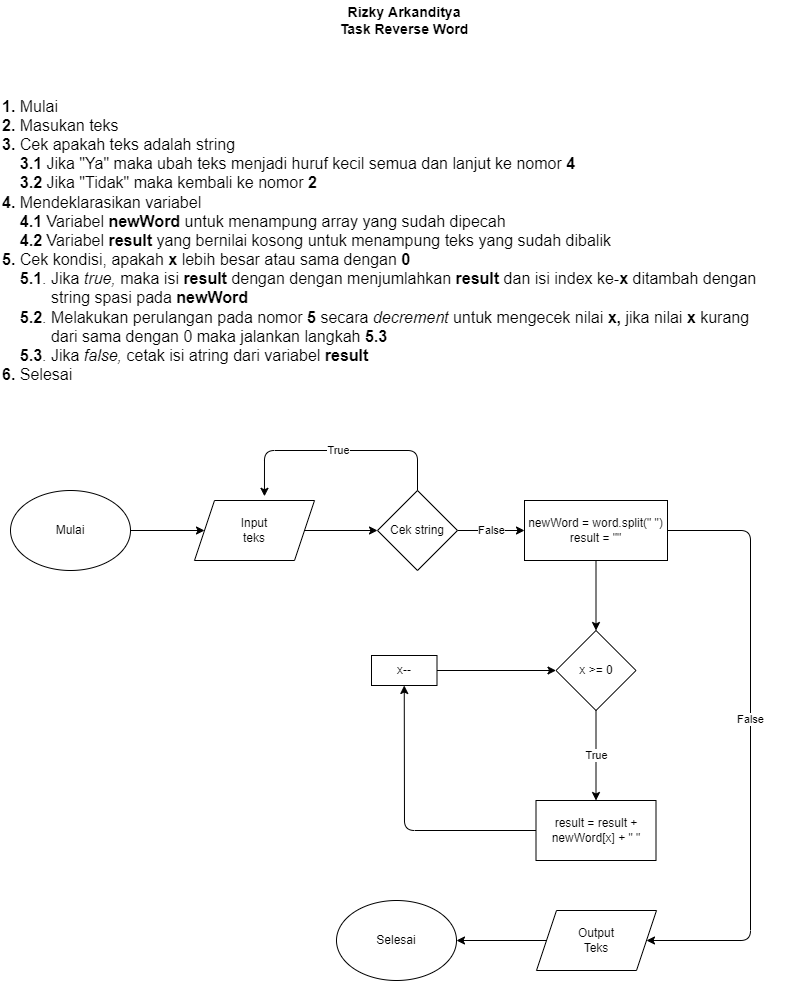 Rizky Arkanditya
Task Reverse Word
1. Mulai
2. Masukan teks
3. Cek apakah teks adalah string
3.1 Jika "Ya" maka ubah teks menjadi huruf kecil semua dan lanjut ke nomor 4
3.2 Jika "Tidak" maka kembali ke nomor 2
4. Mendeklarasikan variabel
4.1 Variabel newWord untuk menampung array yang sudah dipecah
4.2 Variabel result yang bernilai kosong untuk menampung teks yang sudah dibalik
5. Cek kondisi, apakah x lebih besar atau sama dengan 0
5.1. Jika true, maka isi result dengan dengan menjumlahkan result dan isi index ke-x ditambah dengan
string spasi pada newWord
5.2. Melakukan perulangan pada nomor 5 secara decrement untuk mengecek nilai x, jika nilai x kurang
dari sama dengan 0 maka jalankan langkah 5.3
5.3. Jika false, cetak isi atring dari variabel result
6. Selesai
True
Mulai
Input
teks
Cek string
False
newWord = word.split(" ")
result = ""
x--
x >= 0
False
True
result = result +
newWord[x] + " "
Selesai
Output
Teks